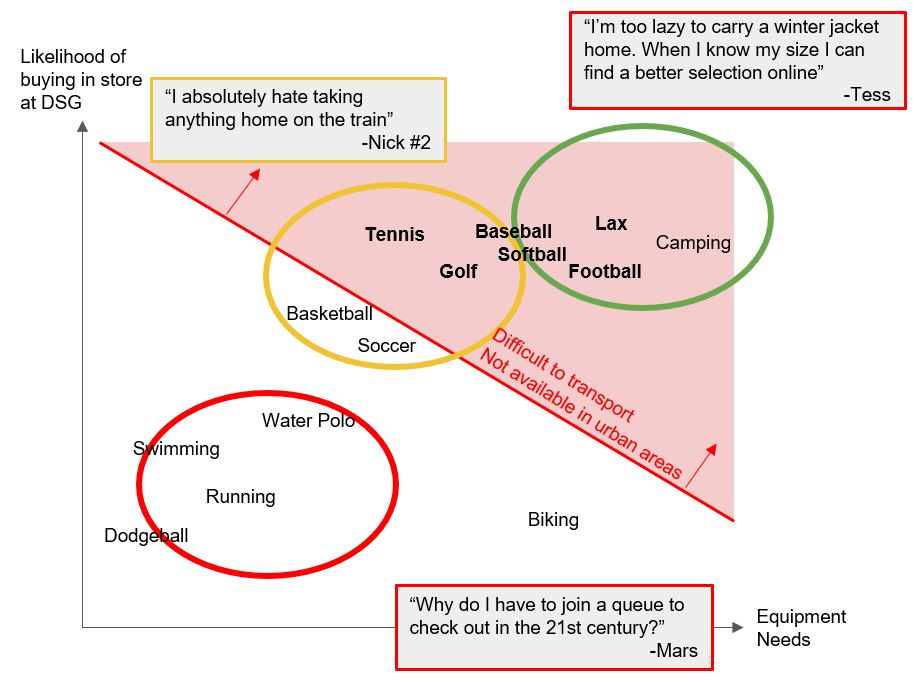 “I’m too lazy to carry a winter jacket
home. When I know my size I can
find a better selection online”
-Tess
Likelihood of
buying in store
at DSG
“I absolutely hate taking
anything home on the train”
-Nick #2
Tennis
Baseball
Lax
Softball
Camping
Golf
Football
Basketball
Soccer
Difficult to transport
Not available in urban areas
Water Polo
Swimming
Running
Dodgeball
Biking
“Why do I have to join a queue to
check out in the 21st century?”
-Mars
Equipment
Needs